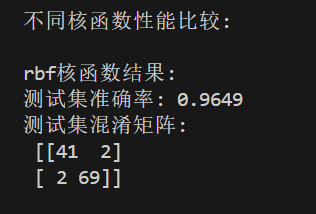 不同核函数性能比较:
rbf核函数结果:
测试集准确率: 0.9649
测试集混淆矩阵:
[[41  2]
[ 2 69]]